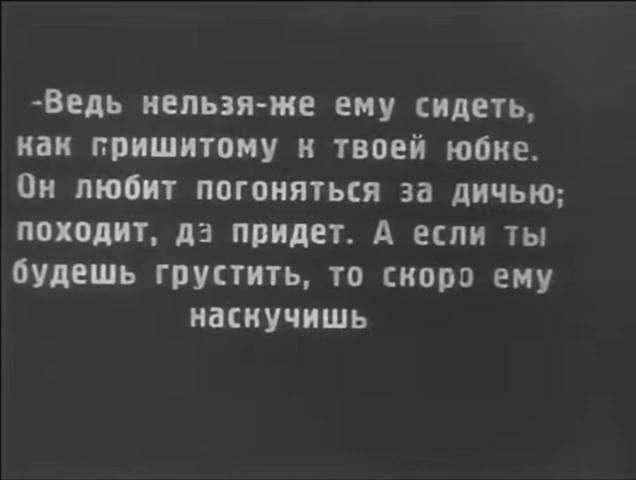 -Ведь нельзя-же ему сидеть,
как пришитому к твоей юбке.
Он любит погоняться за дичью;
походит, да придет. А если ты
будешь грустить, то скоро ему
наскучишь